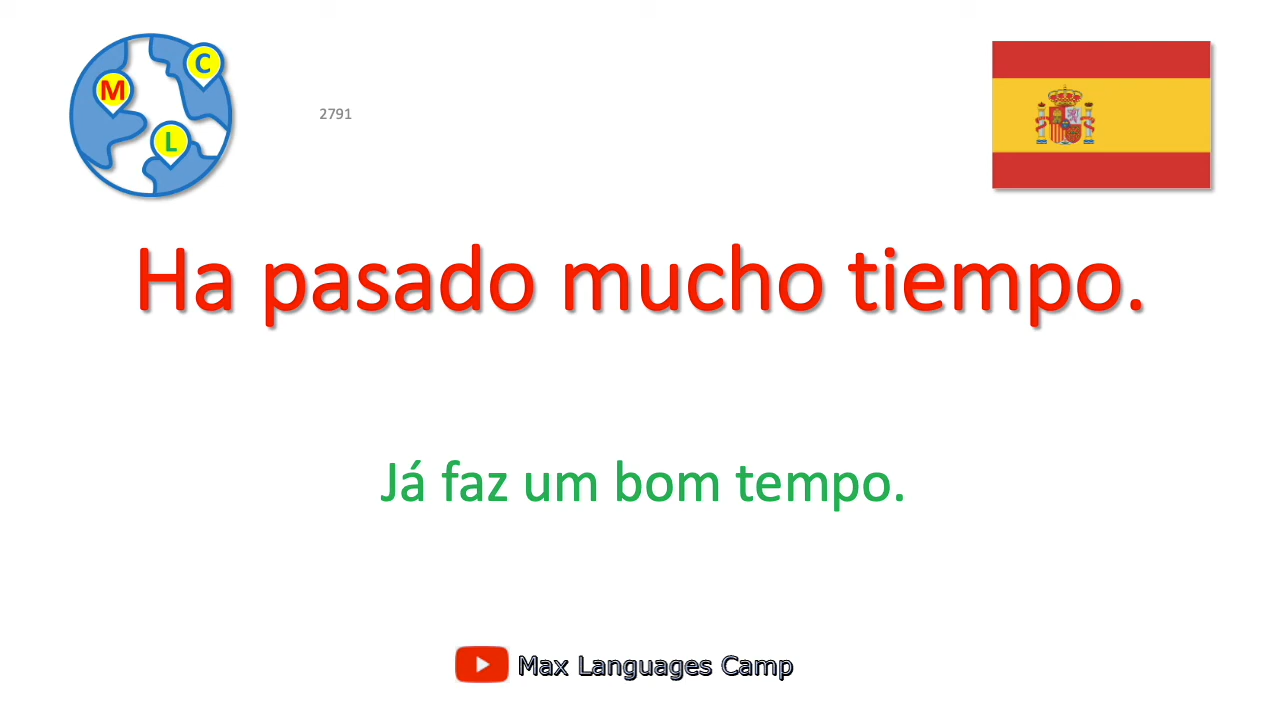 C
M
L
2791
Ha pasado mucho tiempo.
Já faz um bom tempo.
Max Languages Camp